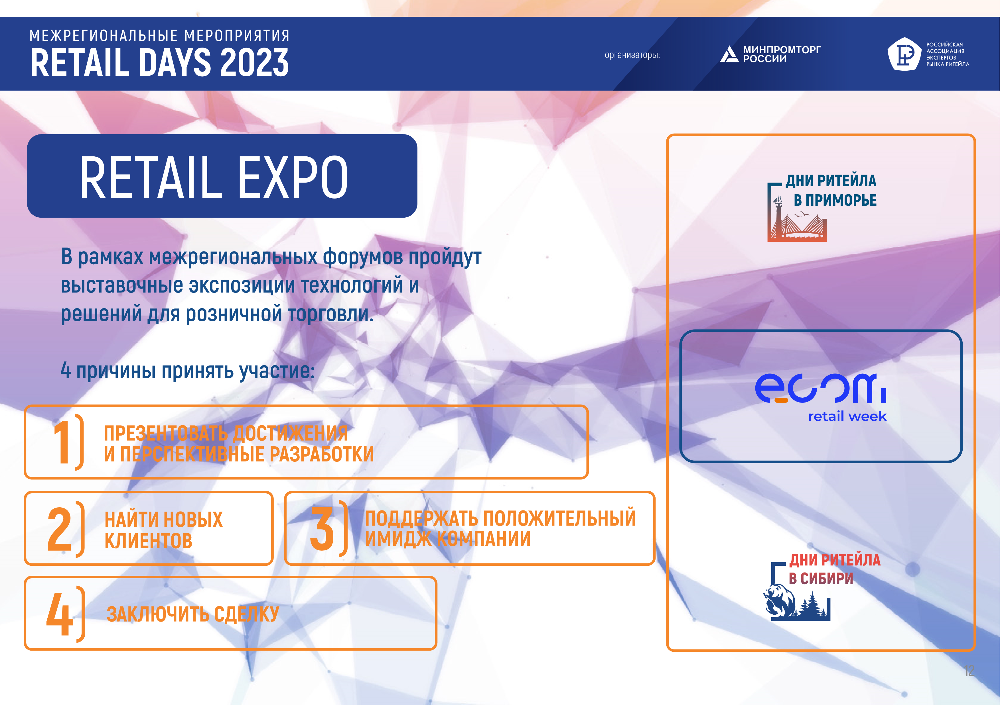 МЕЖРЕГИОНАЛЬНЫЕ МЕРОПРИЯТИЯ
RETAIL DAYS 2023
организаторы:
МИНПРОМТОРГ
РОССИИ
РОССИЙСКАЯ
АССОЦИАЦИЯ
ЭКСПЕРТОВ
РЫНКА РИТЕЙЛА
RETAIL EXPO
В рамках межрегиональных форумов пройдут
выставочные экспозиции технологий и
решений для розничной торговли.
4 причины принять участие:
1) ПРЕЗЕНТОВАТЬ ДОСТИЖЕНИЯ
И ПЕРСПЕКТИВНЫЕ РАЗРАБОТКИ
2) НАЙТИ НОВЫХ
КЛИЕНТОВ
3) ПОДДЕРЖАТЬ ПОЛОЖИТЕЛЬНЫЙ
ИМИДЖ КОМПАНИИ
4) ЗАКЛЮЧИТЬ СДЕЛКУ
ДНИ РИТЕЙЛА
В ПРИМОРЬЕ
ecom
retail week
ДНИ РИТЕЙЛА
В СИБИРИ
12